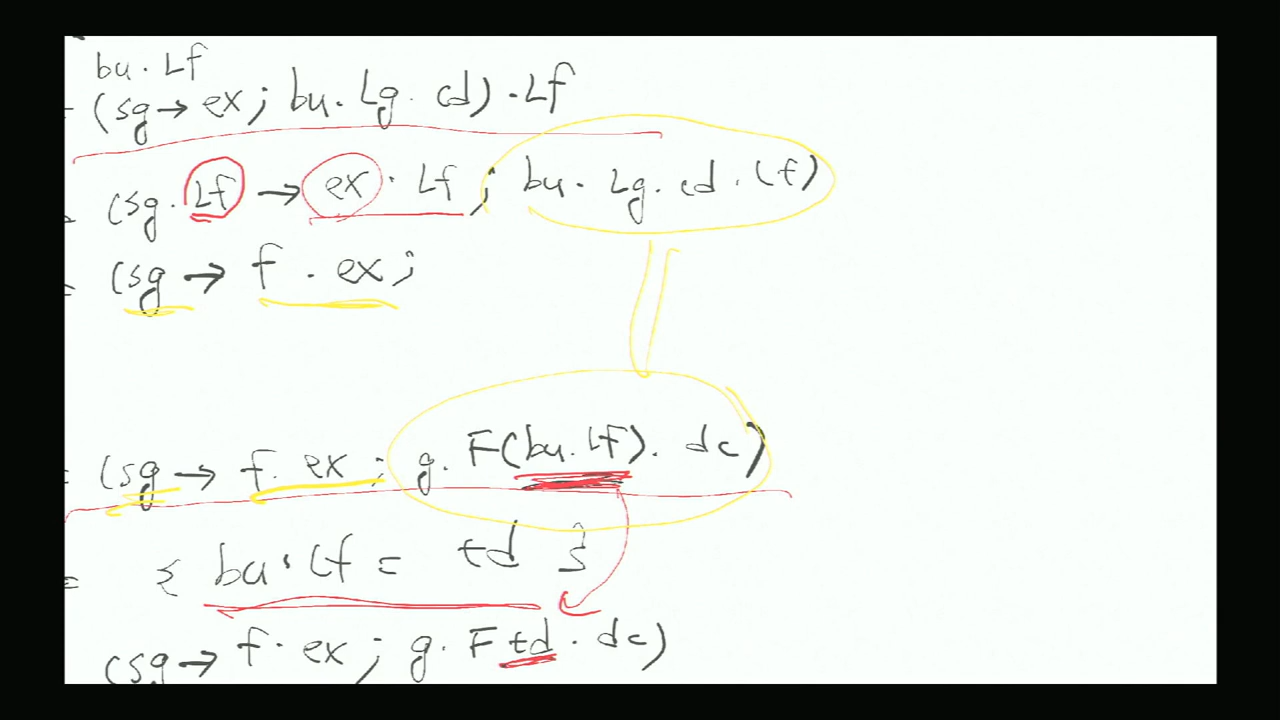 bu · Lf
= (sg → ex ; bu · Lg · cd) · Lf
= (sg · Lf → ex · Lf ; bu · Lg · cd · Lf)
= (sg → f · ex ;
= (sg → f · ex ; g · F(bu · Lf) · dc)
= { bu · Lf = td }
(sg → f · ex ; g · F td · dc)